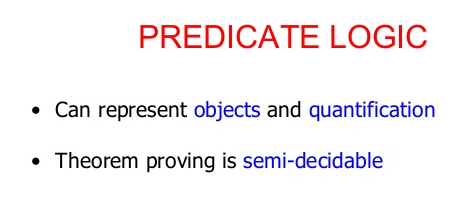 PREDICATE LOGIC
• Can represent objects and quantification
• Theorem proving is semi-decidable